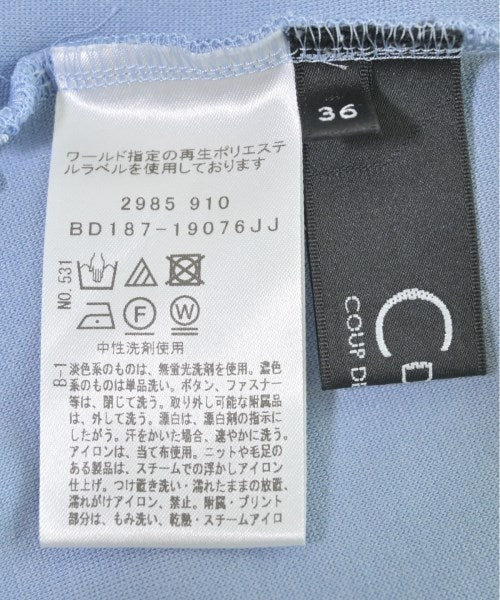 ワールド指定の再生ポリエステ
ルラベルを使用しております
2985 910
BD187-19076JJ
NO.531
F W
中性洗剤使用
B-1
淡色系のものは、無蛍光洗剤を使用。濃色
系のものは単品洗い。ボタン、ファスナー
等は、閉じて洗う。取り外し可能な附属品
は、外して洗う。漂白は、漂白剤の指示に
したがう。汗をかいた場合、速やかに洗う。
アイロンは、当て布使用。ニットや毛足の
ある製品は、スチームでの浮かしアイロン
仕上げ。つけ置き洗い・濡れたままの放置、
濡れがけアイロン、禁止。附属・プリント
部分は、もみ洗い、乾熱・スチームアイロ
36
COUP D